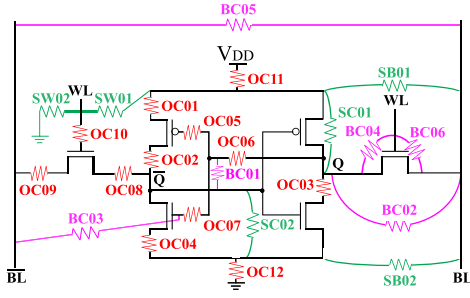 BC05
VDD
SB01
SW02 WL SW01
OC11
OC01
WL
OC05
SC01
OC10
BC04 BC06
OC06
OC02
Q
OC09 OC08 Q̅
BC01
OC03
BC03
OC07
BC02
SC02
OC04
B̅L̅
OC12
SB02
BL